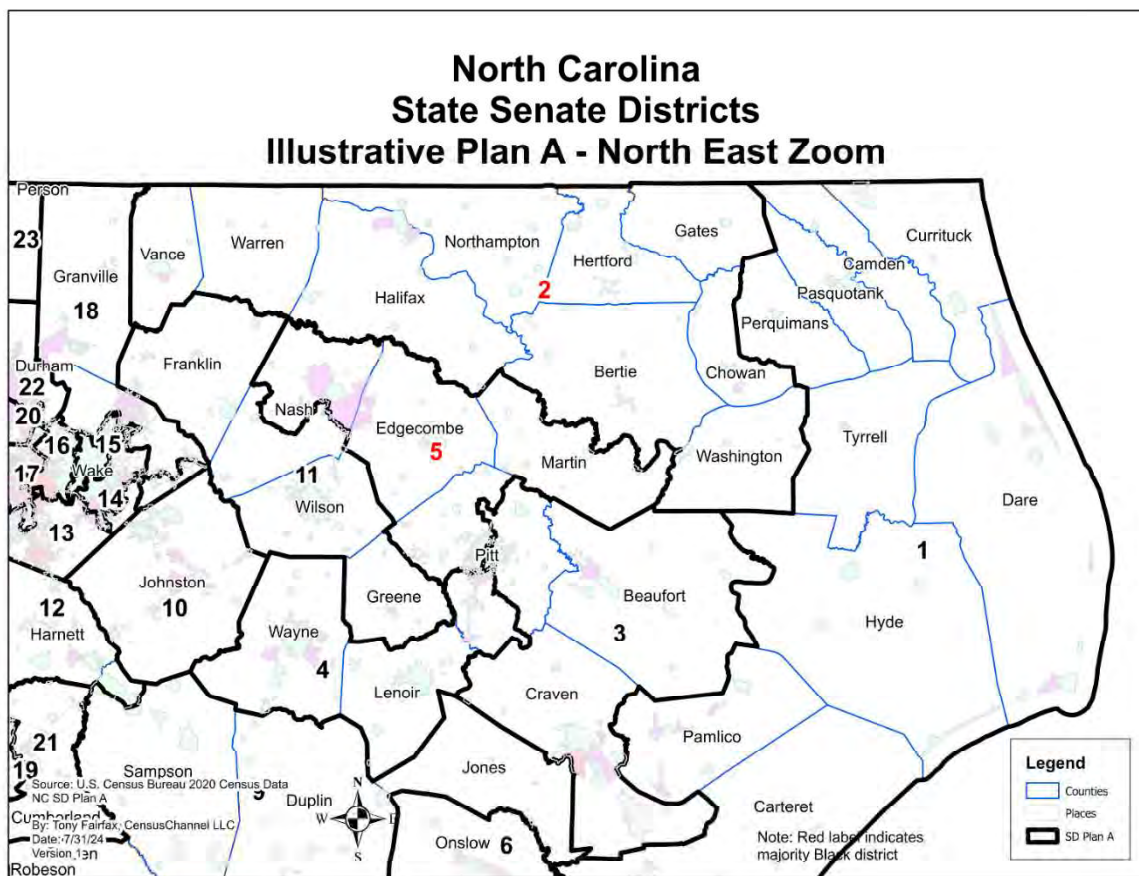 North Carolina
State Senate Districts
Illustrative Plan A - North East Zoom
Person
23
Granville
18
Vance
Warren
Northampton
Hertford
Gates
Currituck
Camden
Pasquotank
Perquimans
Halifax
2
Durham
22
Franklin
Nash
Bertie
Chowan
20
16
15
Edgecombe
5
Tyrrell
17
Wake
14
11
Wilson
Martin
Washington
Dare
13
1
Pitt
Johnston
10
Greene
Beaufort
3
Hyde
12
Harnett
Wayne
4
Lenoir
Craven
Pamlico
21
19
Sampson
Jones
9
Duplin
Carteret
Onslow 6
Source: U.S. Census Bureau 2020 Census Data
NC SD Plan A
Cumberland
By: Tony Fairfax, CensusChannel LLC
Date: 7/31/24
Version 1
en
Robeson
N
W
E
S
Note: Red label indicates
majority Black district
Legend
Counties
Places
SD Plan A